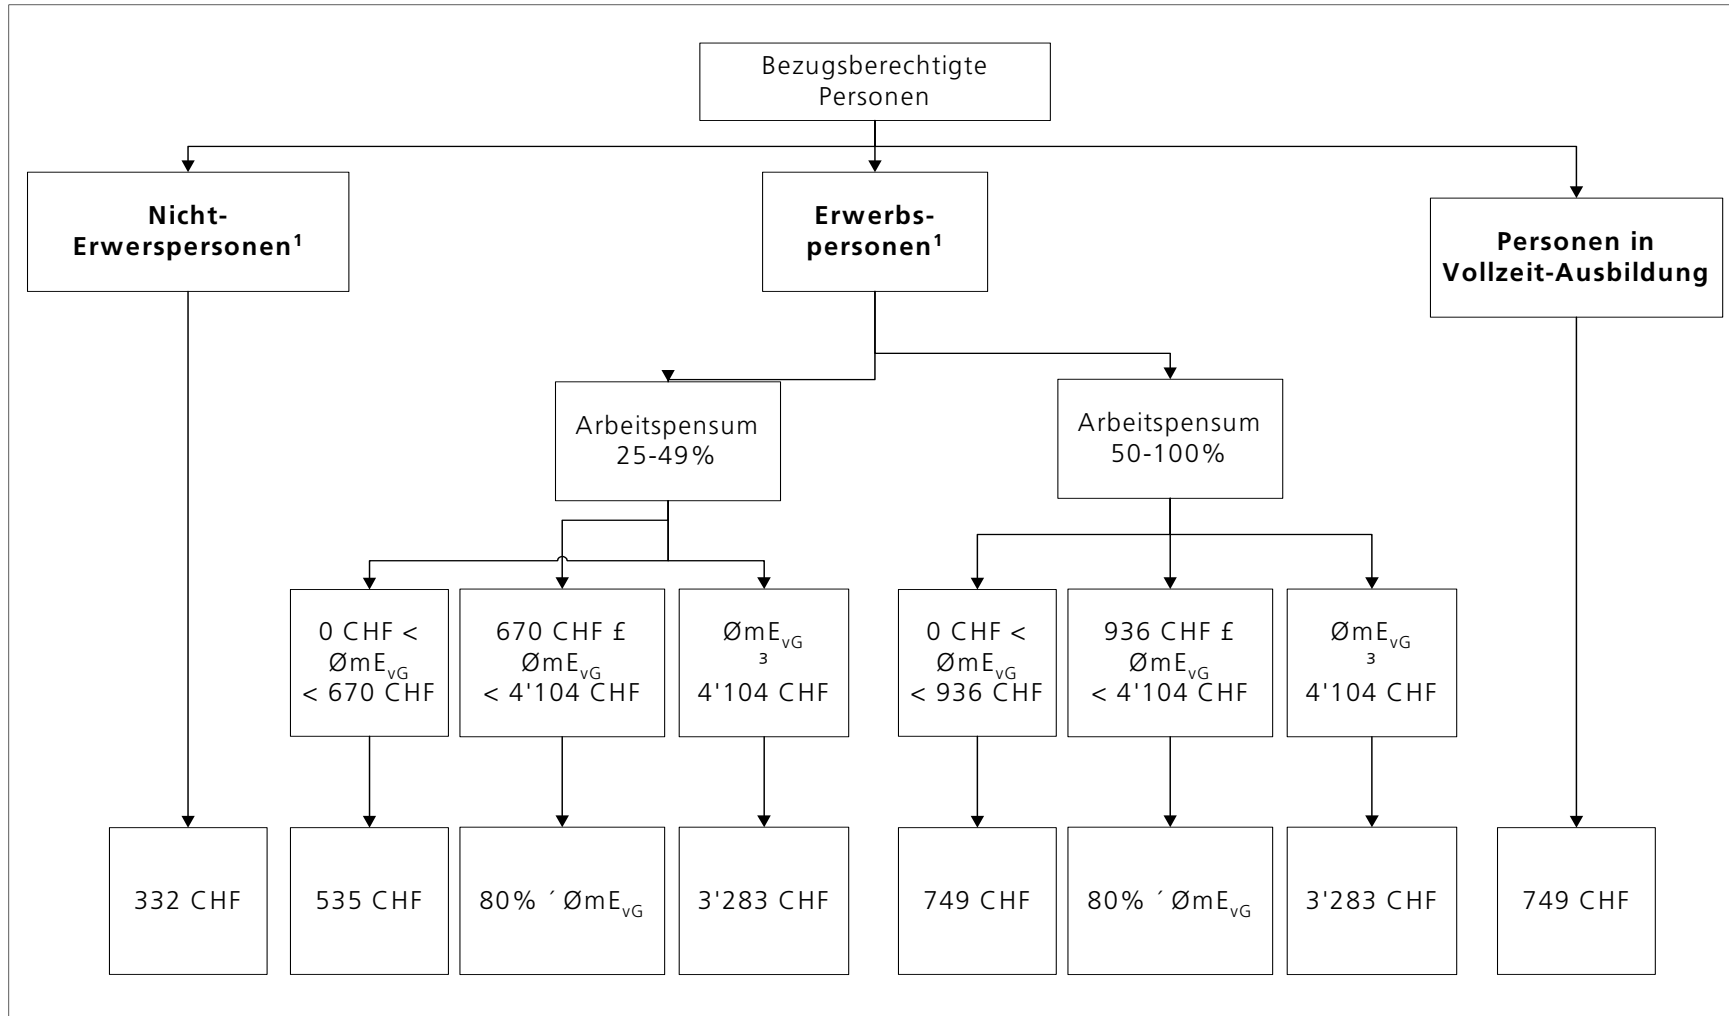 Bezugsberechtigte
Personen
Nicht-
Erwerspersonen¹
Erwerbs-
personen¹
Personen in
Vollzeit-Ausbildung
Arbeitspensum
25-49%
Arbeitspensum
50-100%
0 CHF <
ØmEvG
< 670 CHF
670 CHF £
ØmEvG
< 4'104 CHF
ØmEvG
³
4'104 CHF
0 CHF <
ØmEvG
< 936 CHF
936 CHF £
ØmEvG
< 4'104 CHF
ØmEvG
³
4'104 CHF
332 CHF
535 CHF
80% ´ ØmEvG
3'283 CHF
749 CHF
80% ´ ØmEvG
3'283 CHF
749 CHF